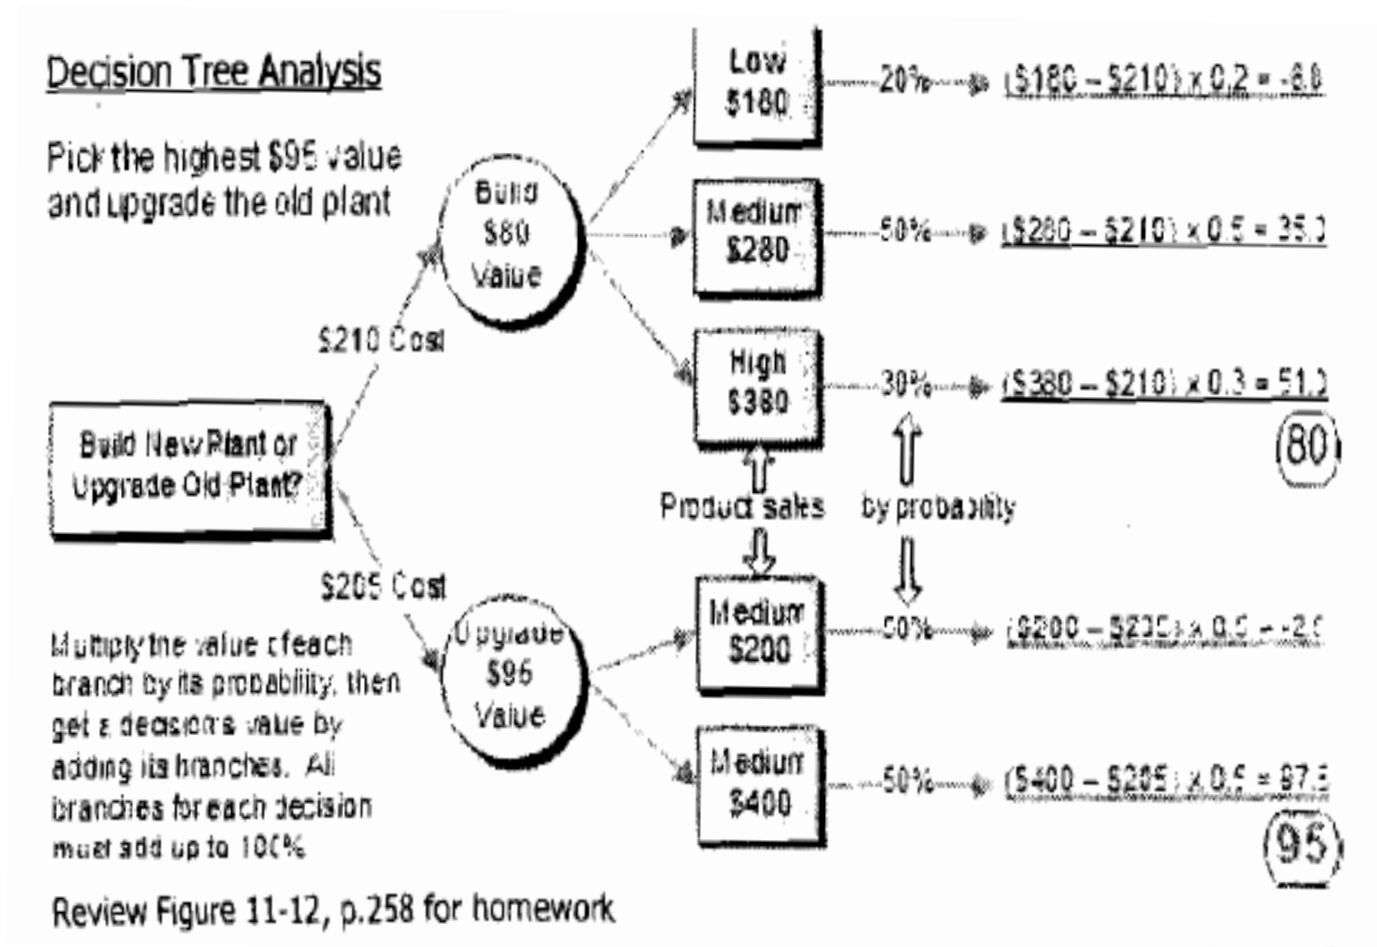 Decision Tree Analysis
Pick the highest $95 value
and upgrade the old plant
Build
$80
Value
$210 Cost
Build New Plant or
Upgrade Old Plant?
$205 Cost
Upgrade
$95
Value
Multiply the value of each
branch by its probability, then
get a decision's value by
adding its branches. All
branches for each decision
must add up to 100%
Review Figure 11-12, p.258 for homework
Low
$180
20%
($180 – $210) x 0.2 =
Medium
$280
50%
($280 – $210) x 0.5 = 35.0
High
$380
30%
($380 – $210) x 0.3 = 51.0
80
Product sales
by probability
Medium
$200
50%
($200 – x 0.5 =
Medium
$400
50%
($400 – $205) x 0.5 = 97.5
95